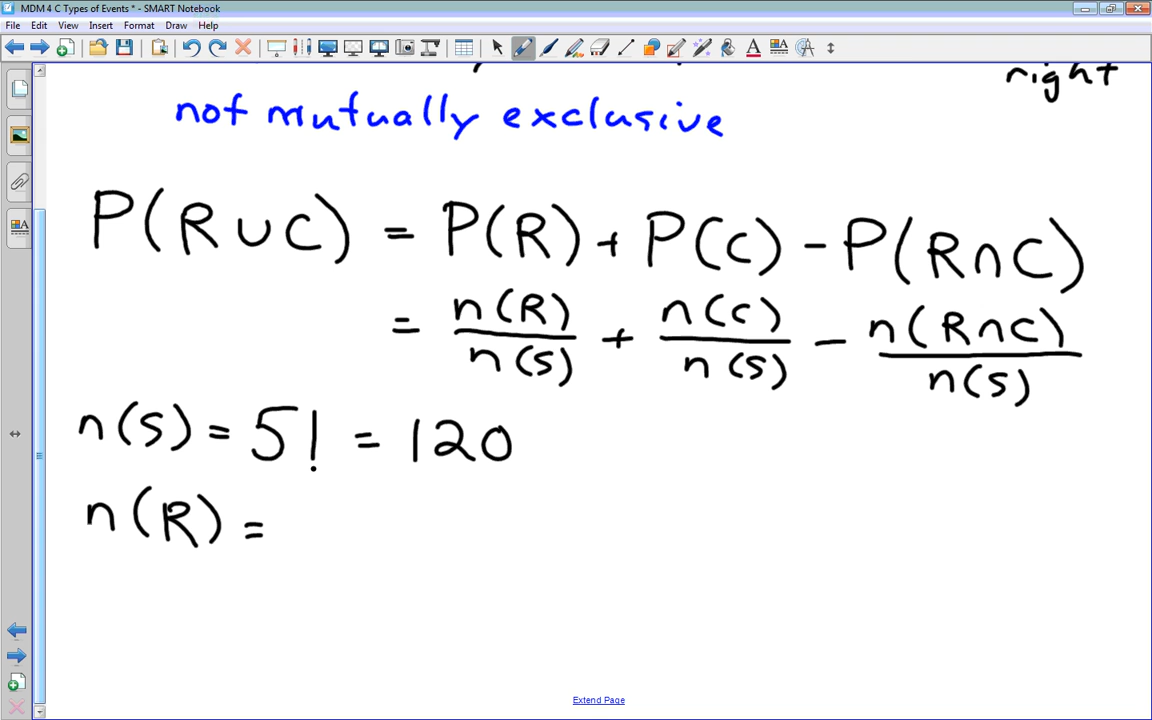 MDM 4 C Types of Events * - SMART Notebook
File Edit View Insert Format Draw Help
right
not mutually exclusive
P(R∪C) = P(R) + P(C) - P(R∩C)
= n(R)/n(S) + n(C)/n(S) - n(R∩C)/n(S)
n(S) = 5! = 120
n(R) =
Extend Page